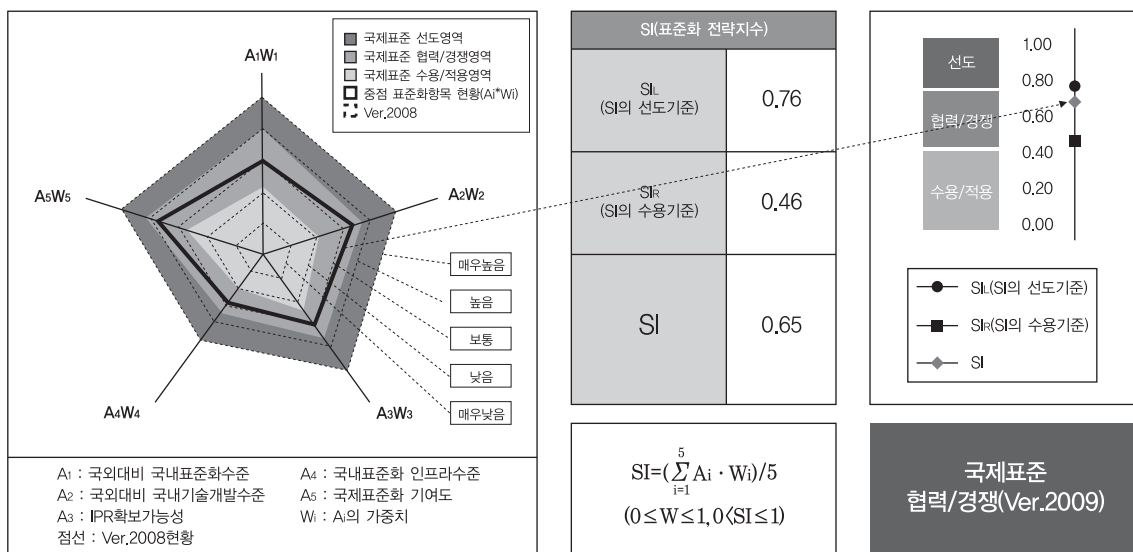 국제표준 선도영역
국제표준 협력/경쟁영역
국제표준 수용/적용영역
중점 표준화항목 현황(Ai*Wi)
Ver.2008
A1W1
A2W2
A3W3
A4W4
A5W5
매우높음
높음
보통
낮음
매우낮음
A1 : 국외대비 국내표준화수준
A2 : 국외대비 국내기술개발수준
A3 : IPR확보가능성
점선 : Ver.2008현황
A4 : 국내표준화 인프라수준
A5 : 국제표준화 기여도
Wi : Ai의 가중치
SI(표준화 전략지수)
SIL
(SI의 선도기준)
0.76
SIR
(SI의 수용기준)
0.46
SI
0.65
SI=(∑Ai · Wi)/5
5
i=1
(0≤W≤1, 0<SI≤1)
선도
협력/경쟁
수용/적용
1.00
0.80
0.60
0.40
0.20
0.00
SIL(SI의 선도기준)
SIR(SI의 수용기준)
SI
국제표준
협력/경쟁(Ver.2009)